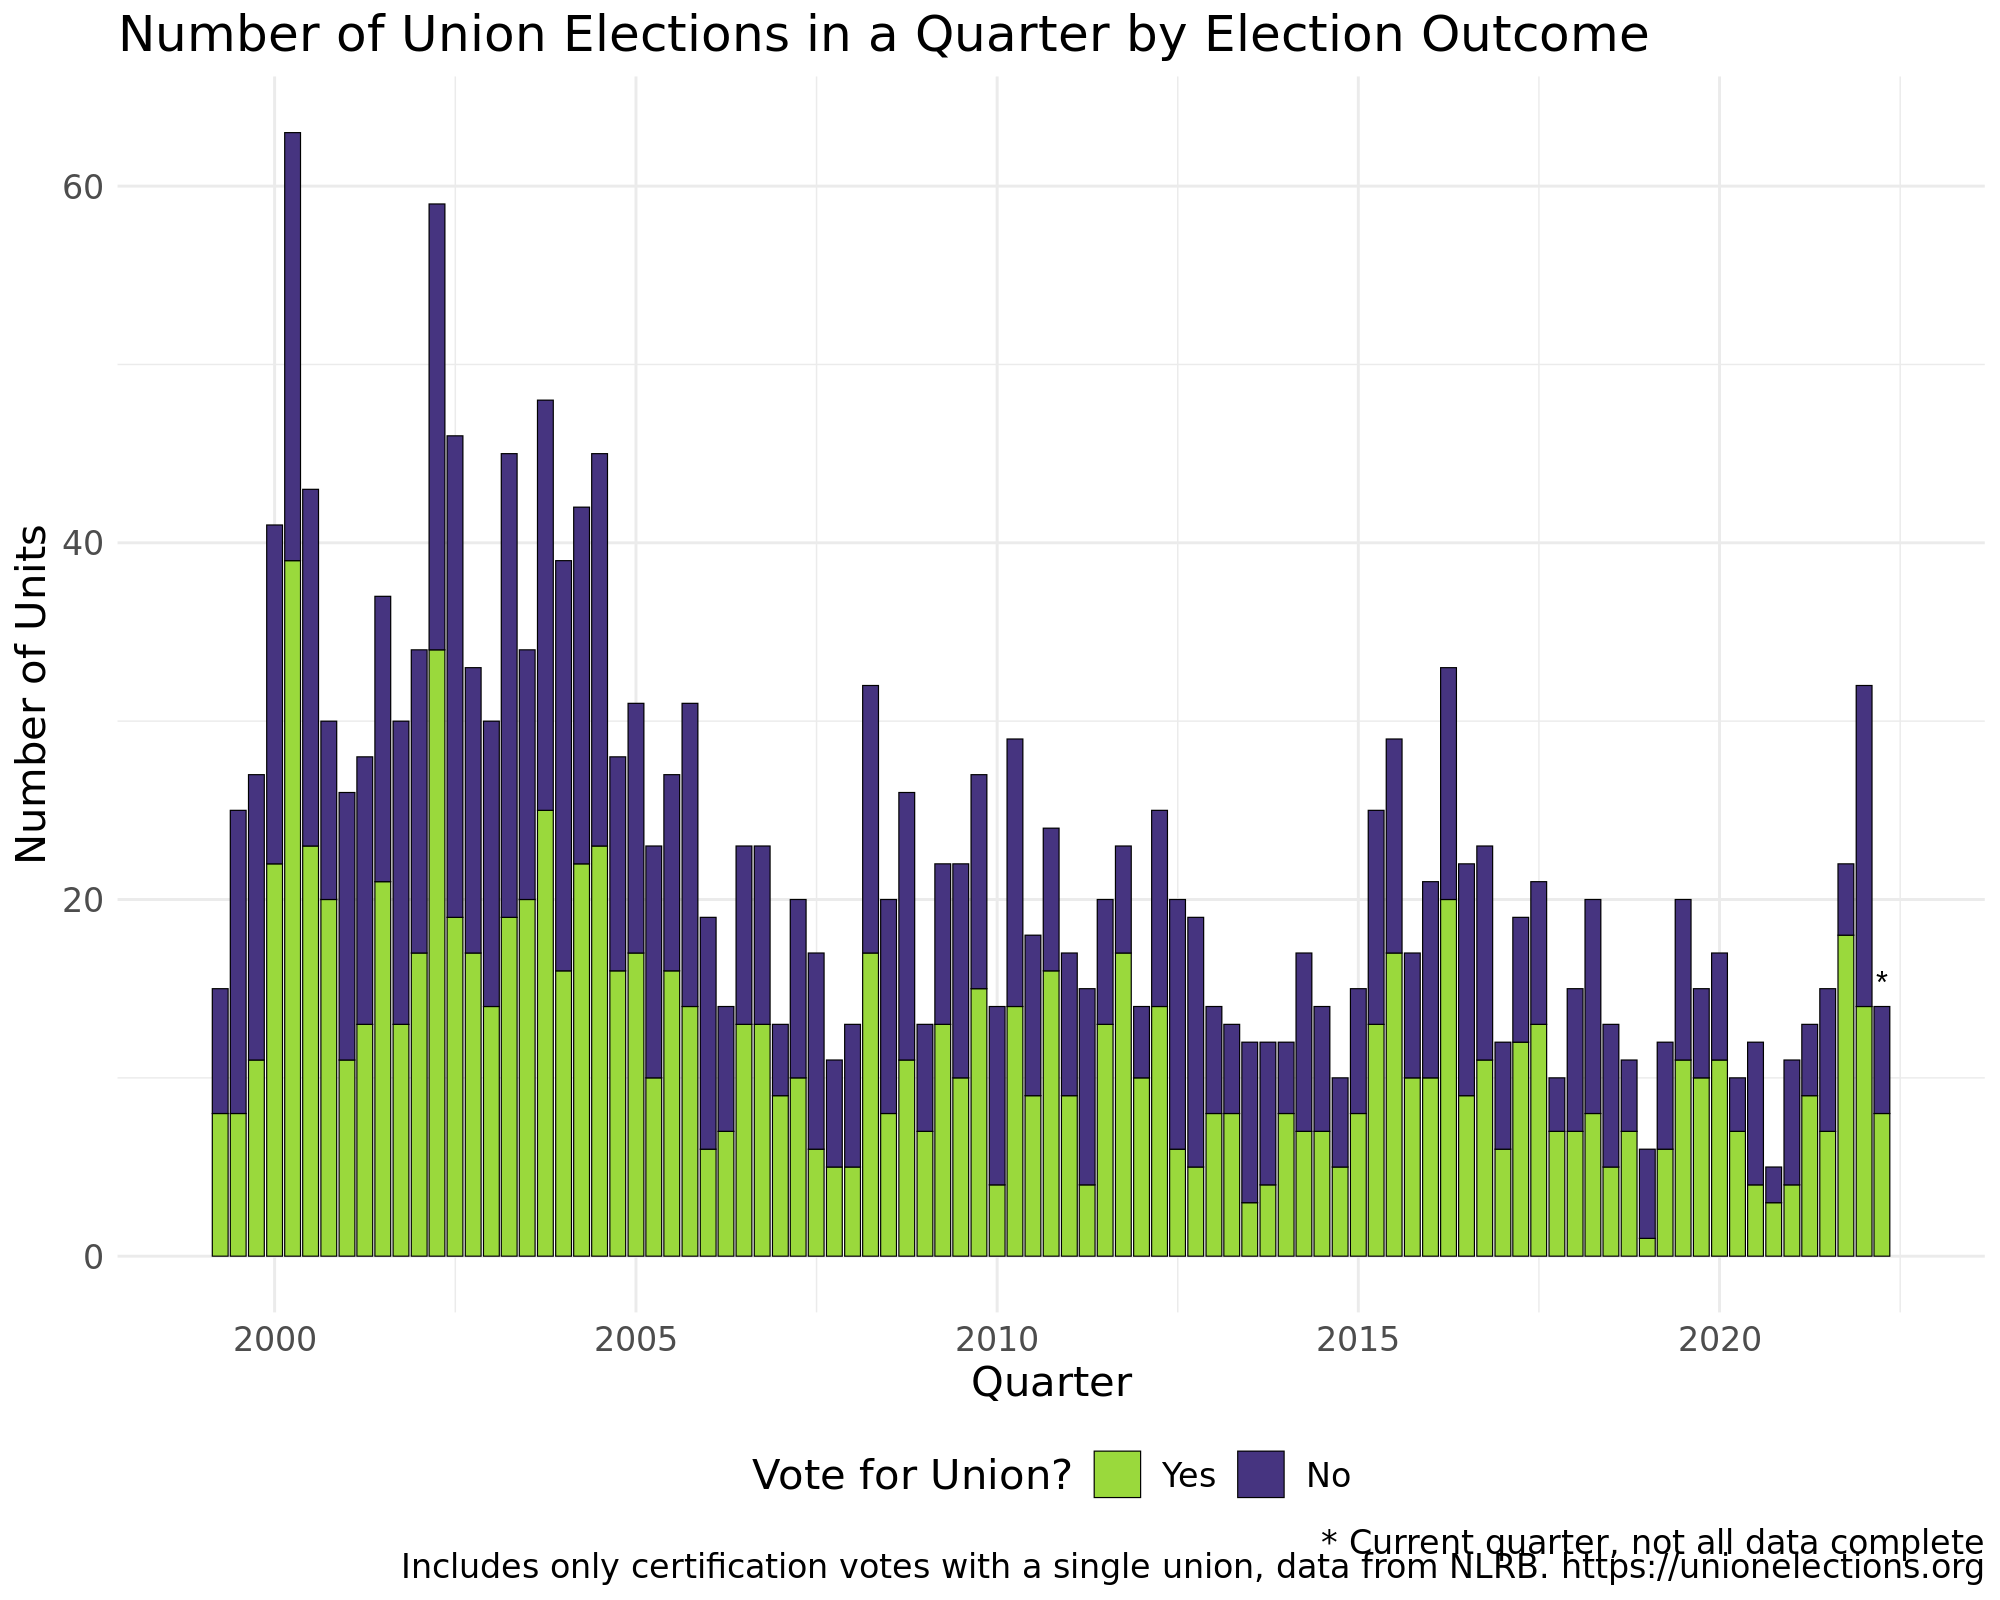 Number of Union Elections in a Quarter by Election Outcome
Number of Units
60
40
20
0
*
2000 2005 2010 2015 2020
Quarter
Vote for Union? Yes No
* Current quarter, not all data complete
Includes only certification votes with a single union, data from NLRB. https://unionelections.org